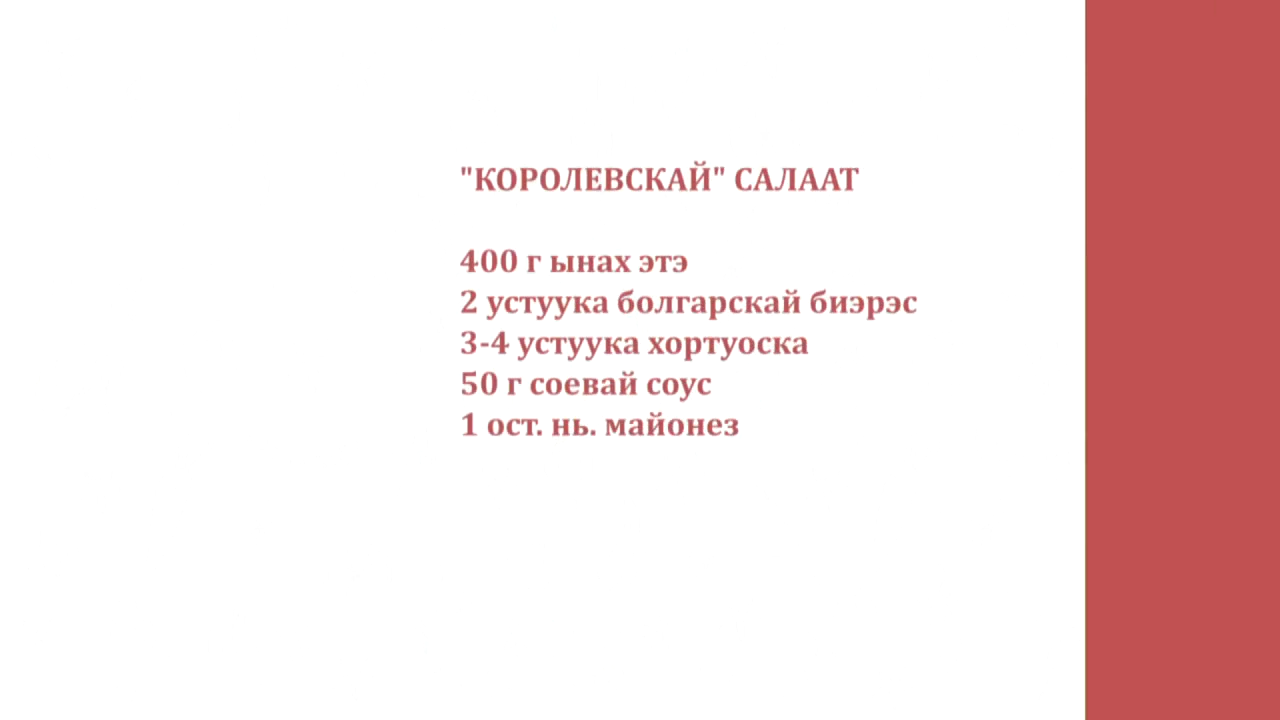 "КОРОЛЕВСКАЙ" САЛААТ
400 г ынах этэ
2 устуука болгарскай биэрэс
3-4 устуука хортуоска
50 г соевай соус
1 ост. нь. майонез